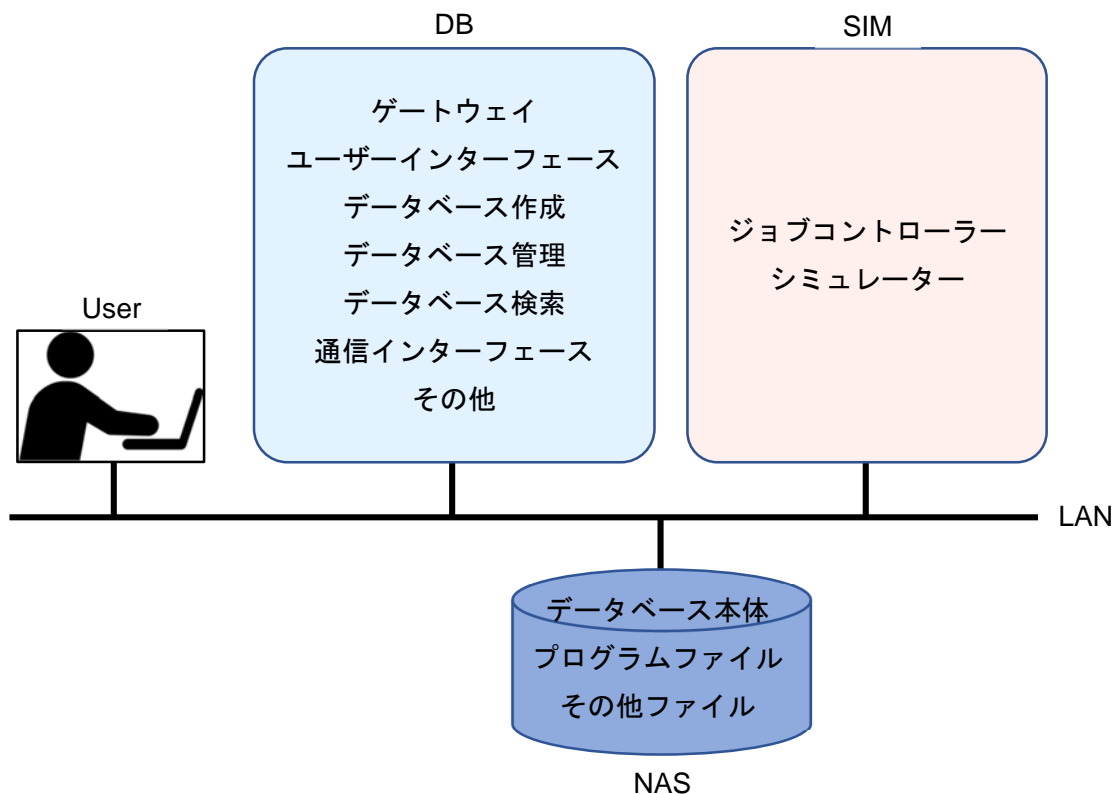 DB
ゲートウェイ
ユーザーインターフェース
データベース作成
データベース管理
データベース検索
通信インターフェース
その他
SIM
ジョブコントローラー
シミュレーター
User
LAN
データベース本体
プログラムファイル
その他ファイル
NAS